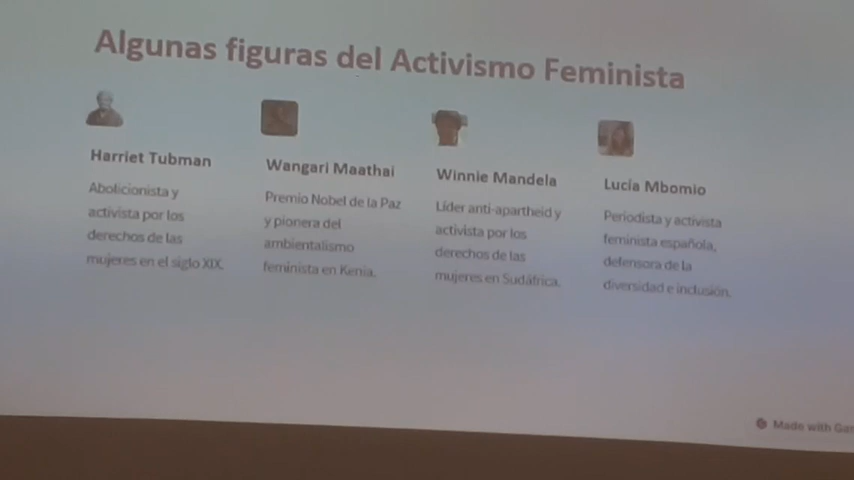 Algunas figuras del Activismo Feminista
Harriet Tubman
Abolicionista y
activista por los
derechos de las
mujeres en el siglo XIX.
Wangari Maathai
Premio Nobel de la Paz
y pionera del
ambientalismo
feminista en Kenia.
Winnie Mandela
Líder anti-apartheid y
activista por los
derechos de las
mujeres en Sudáfrica.
Lucía Mbomio
Periodista y activista
feminista española,
defensora de la
diversidad e inclusión.
Made with